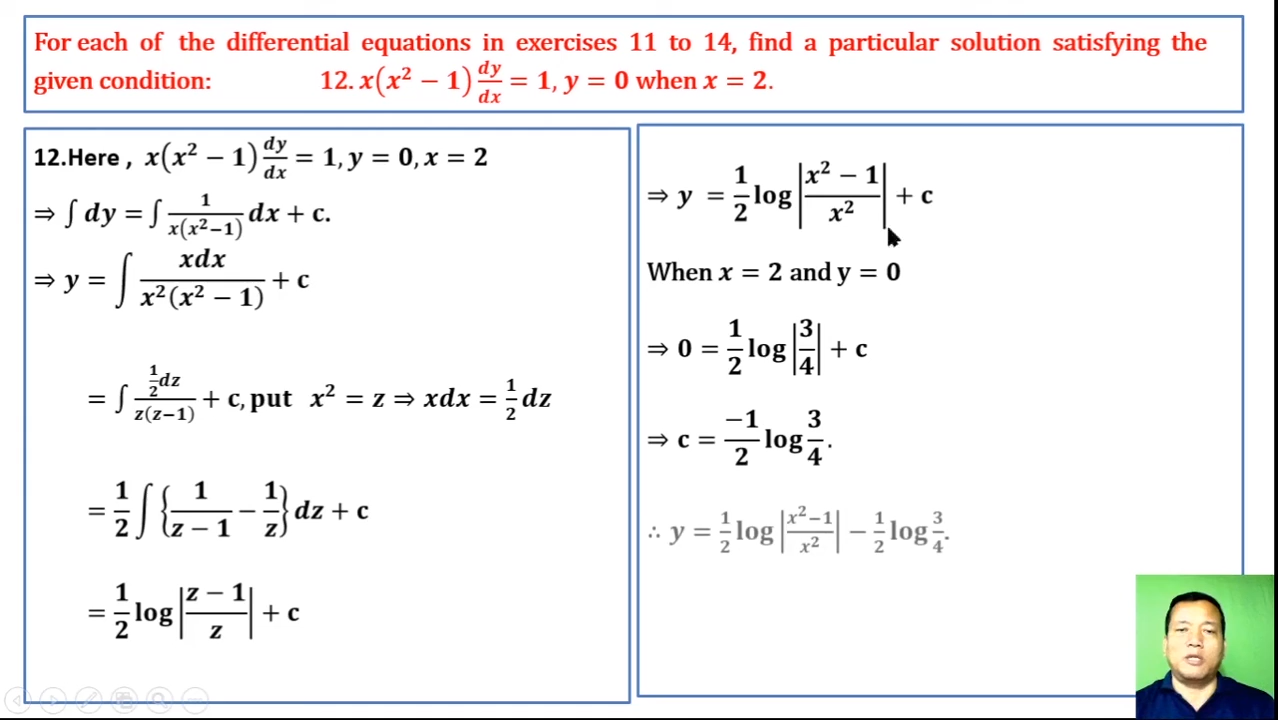 For each of the differential equations in exercises 11 to 14, find a particular solution satisfying the
given condition: 12. x(x² − 1) dy/dx = 1, y = 0 when x = 2.
12.Here , x(x² − 1) dy/dx = 1, y = 0, x = 2
⇒ ∫ dy = ∫ 1/(x(x²−1)) dx + c.
⇒ y = ∫ xdx/(x²(x² − 1)) + c
= ∫ (1/2 dz)/(z(z−1)) + c, put x² = z ⇒ xdx = 1/2 dz
= 1/2 ∫ {1/(z − 1) − 1/z} dz + c
= 1/2 log |(z − 1)/z| + c
⇒ y = 1/2 log |(x² − 1)/x²| + c
When x = 2 and y = 0
⇒ 0 = 1/2 log |3/4| + c
⇒ c = −1/2 log 3/4.
∴ y = 1/2 log |(x²−1)/x²| − 1/2 log 3/4.